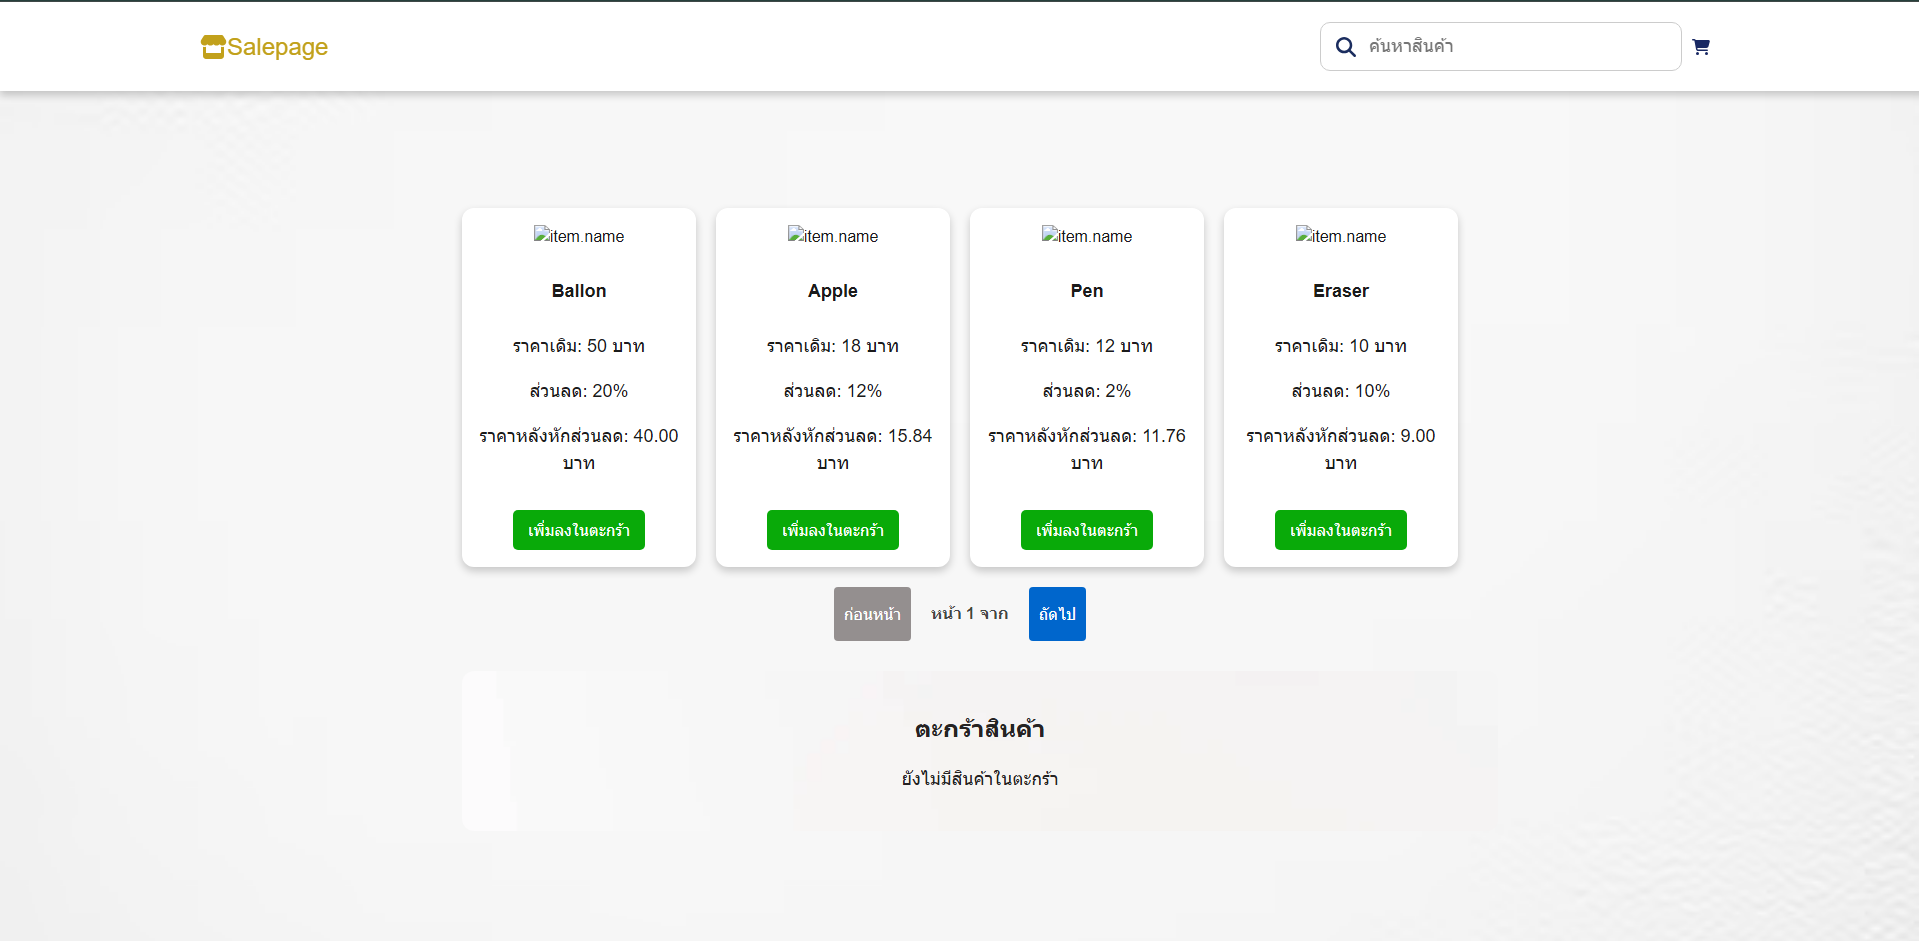 Salepage
ค้นหาสินค้า
item.name
item.name
item.name
item.name
Ballon
Apple
Pen
Eraser
ราคาเดิม: 50 บาท
ราคาเดิม: 18 บาท
ราคาเดิม: 12 บาท
ราคาเดิม: 10 บาท
ส่วนลด: 20%
ส่วนลด: 12%
ส่วนลด: 2%
ส่วนลด: 10%
ราคาหลังหักส่วนลด: 40.00
บาท
ราคาหลังหักส่วนลด: 15.84
บาท
ราคาหลังหักส่วนลด: 11.76
บาท
ราคาหลังหักส่วนลด: 9.00
บาท
เพิ่มลงในตะกร้า
เพิ่มลงในตะกร้า
เพิ่มลงในตะกร้า
เพิ่มลงในตะกร้า
ก่อนหน้า
หน้า 1 จาก
ถัดไป
ตะกร้าสินค้า
ยังไม่มีสินค้าในตะกร้า